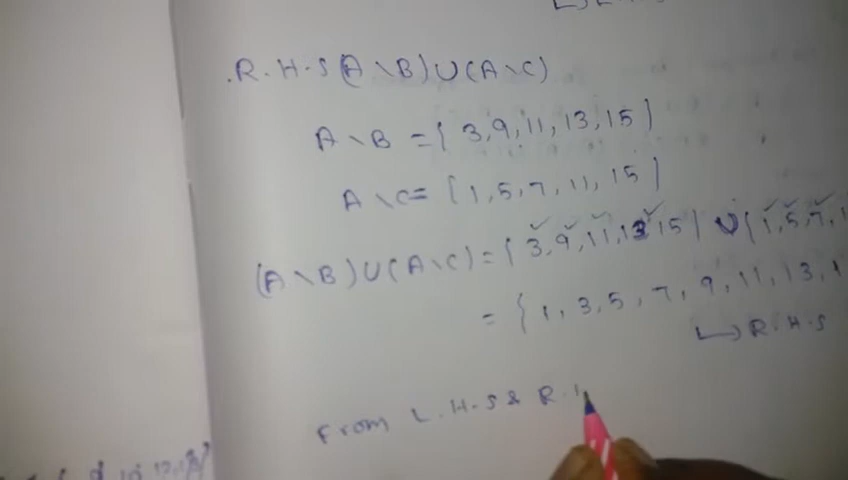 .R.H.S (A \ B) ∪ (A \ C)
A \ B = { 3, 9, 11, 13, 15 }
A \ C = { 1, 5, 7, 11, 15 }
(A \ B) ∪ (A \ C) = { 3, 9, 11, 13 15 } ∪ { 1, 5, 7,
= { 1, 3, 5, 7, 9, 11, 13,
↳ R.H.S
From L.H.S & R.